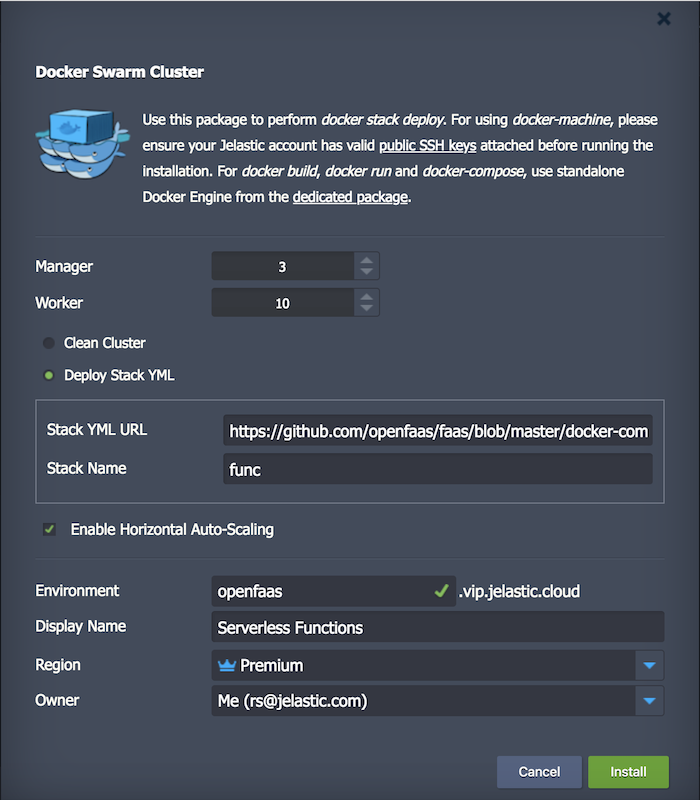 Docker Swarm Cluster
Use this package to perform docker stack deploy. For using docker-machine, please
ensure your Jelastic account has valid public SSH keys attached before running the
installation. For docker build, docker run and docker-compose, use standalone
Docker Engine from the dedicated package.
Manager 3
Worker 10
Clean Cluster
Deploy Stack YML
Stack YML URL https://github.com/openfaas/faas/blob/master/docker-com
Stack Name func
Enable Horizontal Auto-Scaling
Environment openfaas .vip.jelastic.cloud
Display Name Serverless Functions
Region Premium
Owner Me (rs@jelastic.com)
Cancel Install